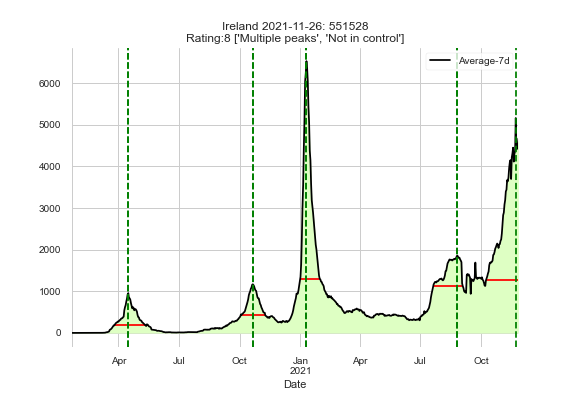 Ireland 2021-11-26: 551528
Rating:8 ['Multiple peaks', 'Not in control']
Average-7d
6000
5000
4000
3000
2000
1000
0
Apr Jul Oct Jan Apr Jul Oct
2021
Date